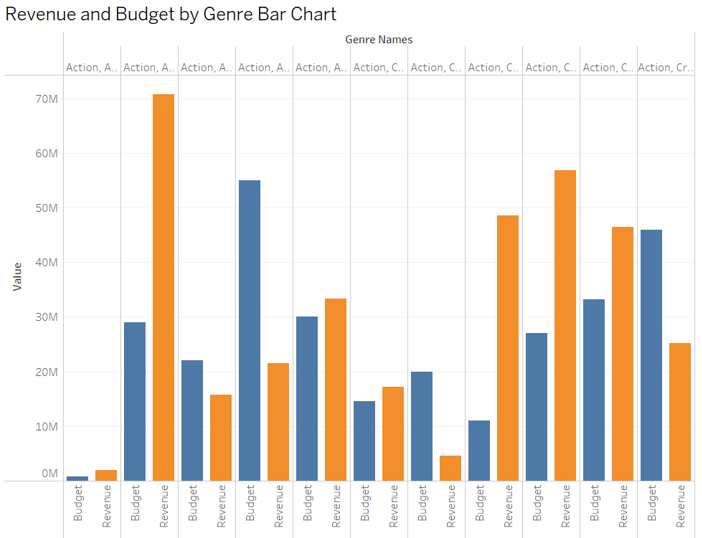 Revenue and Budget by Genre Bar Chart
Genre Names
Action, A.. Action, A.. Action, A.. Action, A.. Action, A.. Action, C.. Action, C.. Action, C.. Action, C.. Action, C.. Action, Cr..
70M
60M
50M
40M
30M
20M
10M
0M
Value
Budget Revenue Budget Revenue Budget Revenue Budget Revenue Budget Revenue Budget Revenue Budget Revenue Budget Revenue Budget Revenue Budget Revenue Budget Revenue